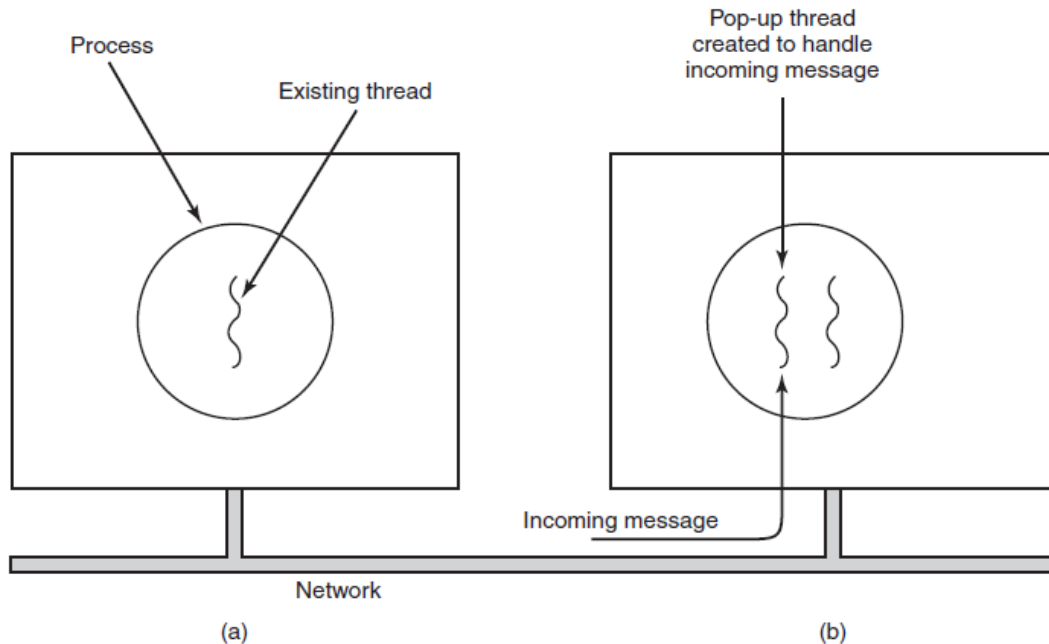 Process
Existing thread
Pop-up thread
created to handle
incoming message
Incoming message
Network
(a)
(b)